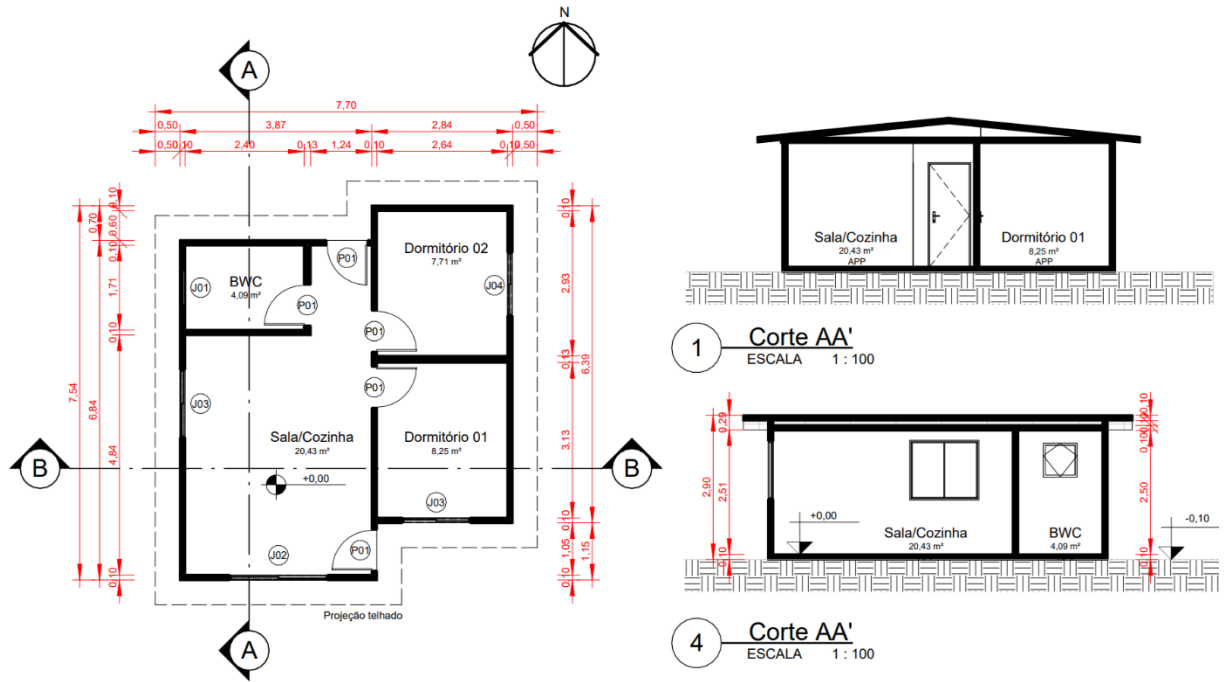 N
A
7,70
0,50
3,87
2,84
0,50
0,50
0,10
2,40
0,13
1,24
0,10
2,64
0,10
0,50
0,10
0,70
0,60
0,10
1,71
0,10
7,54
6,84
4,84
0,10
0,10
2,93
0,13
6,39
3,13
0,10
1,05
1,15
0,10
P01
Dormitório 02
7,71 m²
J01
BWC
4,09 m²
P01
J04
P01
P01
J03
Sala/Cozinha
20,43 m²
Dormitório 01
8,25 m²
B
B
+0,00
J03
J02
P01
Projeção telhado
A
Sala/Cozinha
20,43 m²
APP
Dormitório 01
8,25 m²
APP
1
Corte AA'
ESCALA 1 : 100
0,29
2,90
2,51
0,10
0,10
2,50
0,10
+0,00
-0,10
Sala/Cozinha
20,43 m²
BWC
4,09 m²
4
Corte AA'
ESCALA 1 : 100